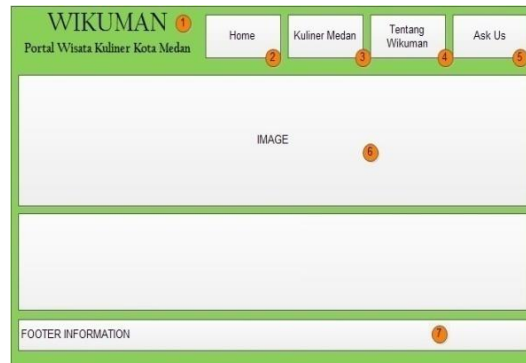 WIKUMAN 1
Portal Wisata Kuliner Kota Medan
Home
2
Kuliner Medan
3
Tentang
Wikuman
4
Ask Us
5
IMAGE
6
FOOTER INFORMATION
7